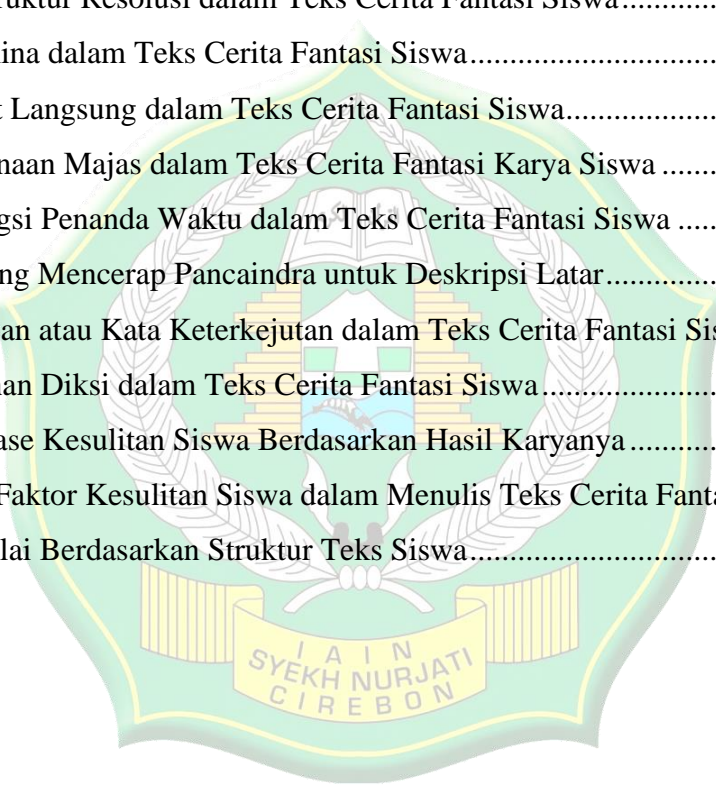 ruktur Resolusi dalam Teks Cerita Fantasi Siswa.......................
ina dalam Teks Cerita Fantasi Siswa.......................................
Langsung dalam Teks Cerita Fantasi Siswa...........................
naan Majas dalam Teks Cerita Fantasi Karya Siswa ...............
gsi Penanda Waktu dalam Teks Cerita Fantasi Siswa .............
ng Mencerap Pancaindra untuk Deskripsi Latar.......................
an atau Kata Keterkejutan dalam Teks Cerita Fantasi Sis
an Diksi dalam Teks Cerita Fantasi Siswa...............................
ase Kesulitan Siswa Berdasarkan Hasil Karyanya ..................
Faktor Kesulitan Siswa dalam Menulis Teks Cerita Fanta
lai Berdasarkan Struktur Teks Siswa.......................................
IAIN
SYEKH NURJATI
CIREBON